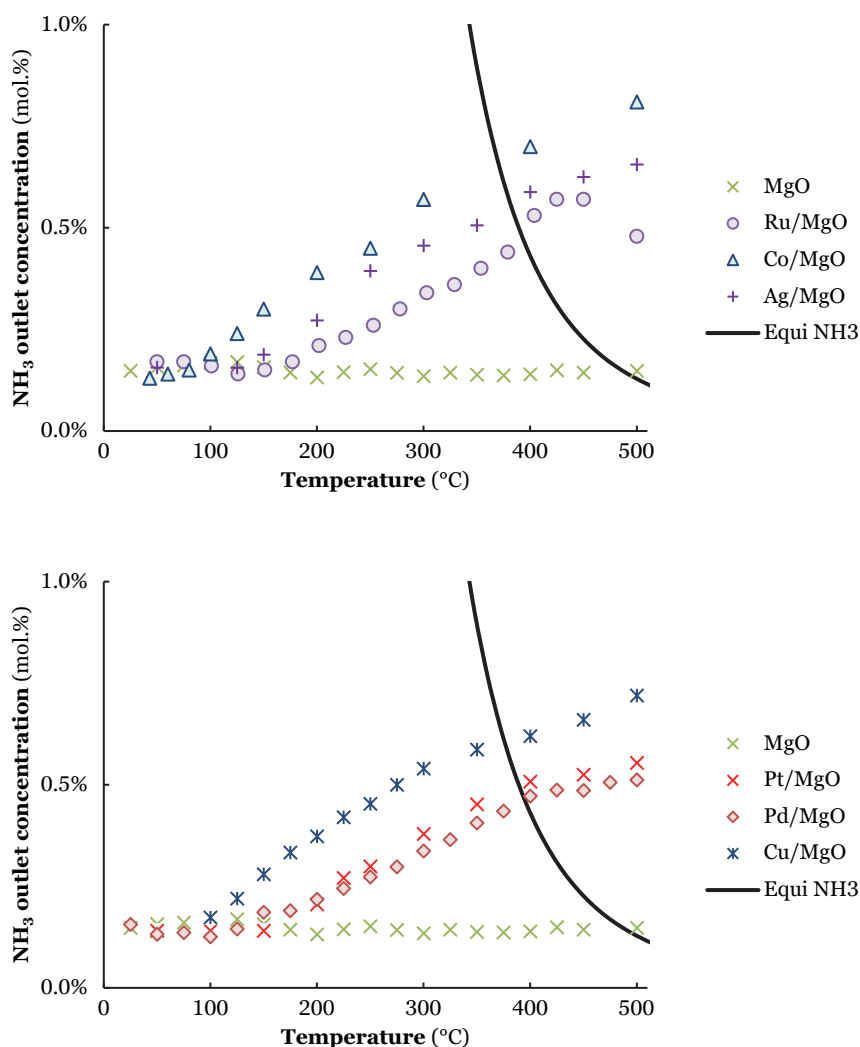 1.0%
0.5%
0.0%
NH₃ outlet concentration (mol.%)
0 100 200 300 400 500
Temperature (°C)
MgO
Ru/MgO
Co/MgO
Ag/MgO
Equi NH3
1.0%
0.5%
0.0%
NH₃ outlet concentration (mol.%)
0 100 200 300 400 500
Temperature (°C)
MgO
Pt/MgO
Pd/MgO
Cu/MgO
Equi NH3